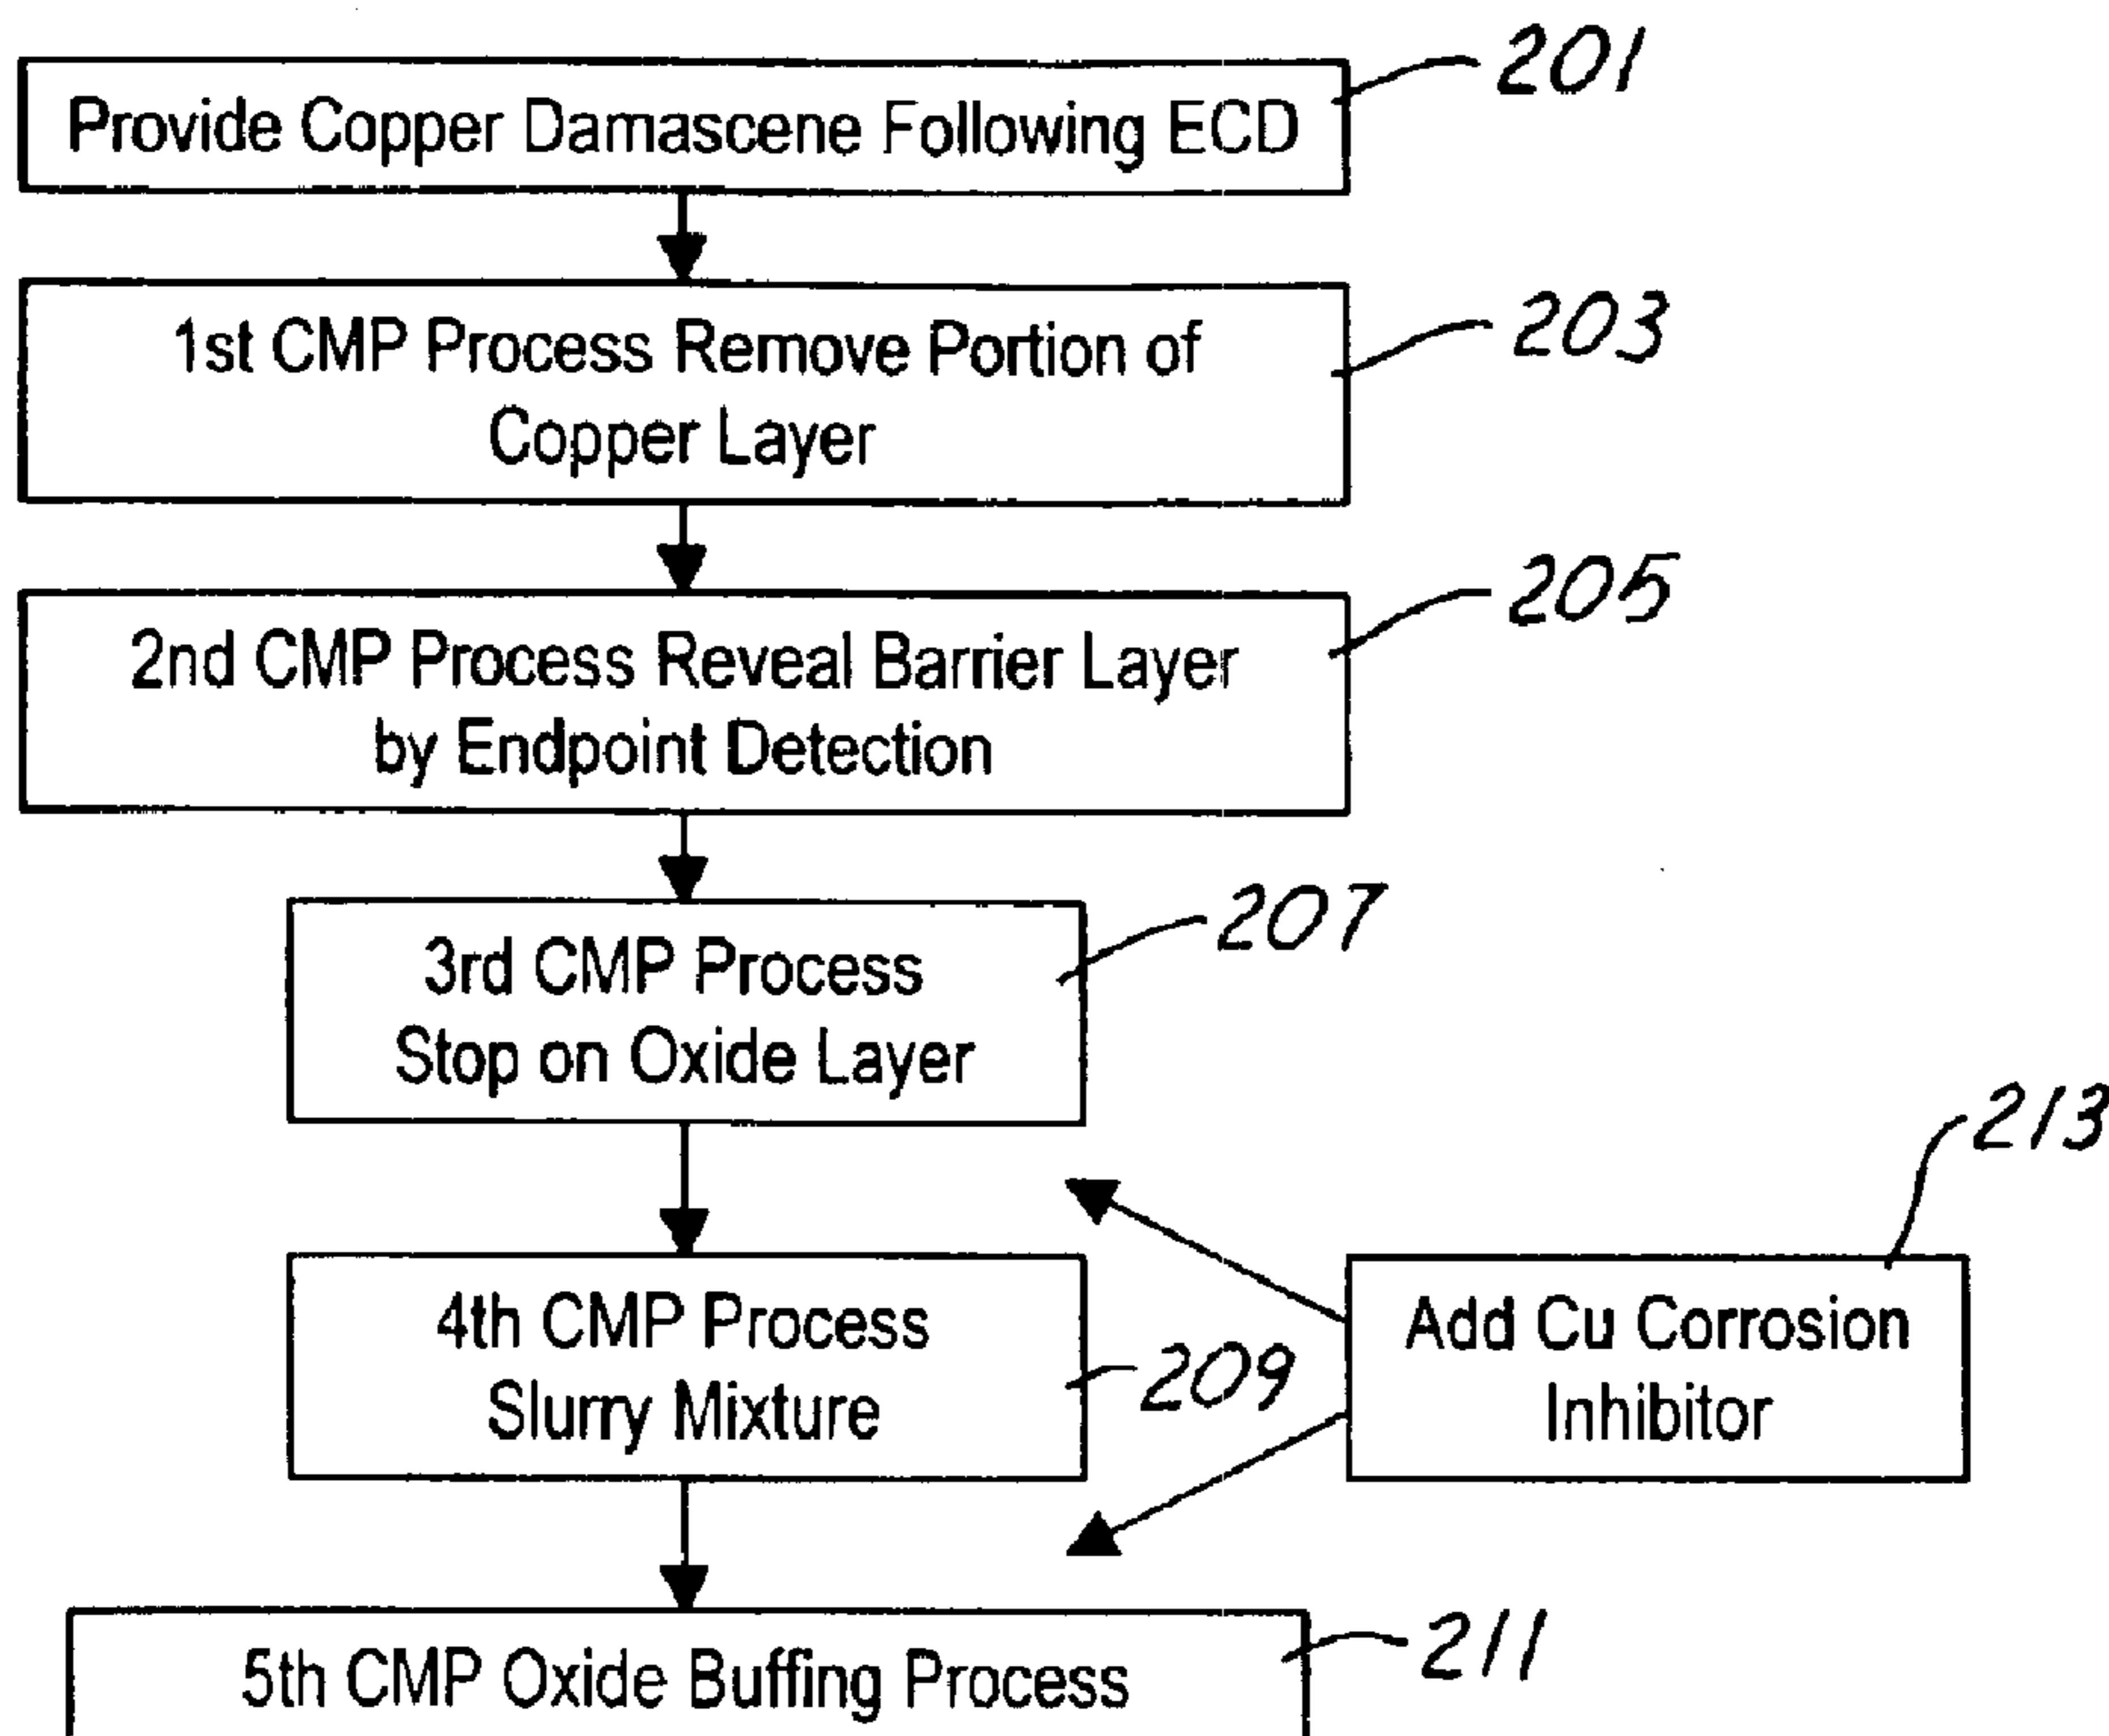 Provide Copper Damascene Following ECD
201
1st CMP Process Remove Portion of
Copper Layer
203
2nd CMP Process Reveal Barrier Layer
by Endpoint Detection
205
3rd CMP Process
Stop on Oxide Layer
207
4th CMP Process
Slurry Mixture
209
Add Cu Corrosion
Inhibitor
213
5th CMP Oxide Buffing Process
211